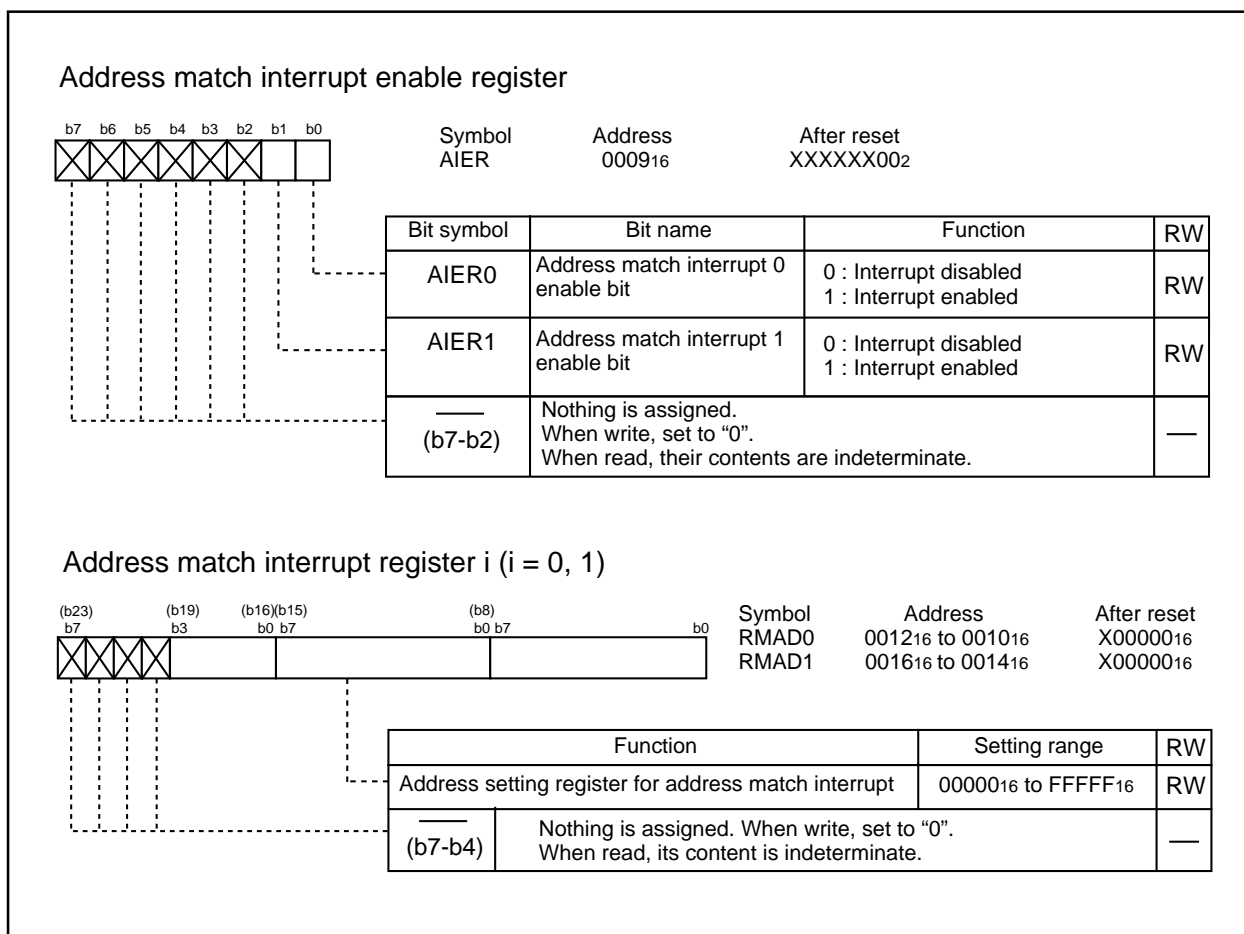 Address match interrupt enable register
b7 b6 b5 b4 b3 b2 b1 b0
Symbol Address After reset
AIER 000916 XXXXXX002
Bit symbol Bit name Function RW
AIER0 Address match interrupt 0 enable bit 0 : Interrupt disabled 1 : Interrupt enabled RW
AIER1 Address match interrupt 1 enable bit 0 : Interrupt disabled 1 : Interrupt enabled RW
(b7-b2) Nothing is assigned.
When write, set to “0”.
When read, their contents are indeterminate. —
Address match interrupt register i (i = 0, 1)
(b23) (b19) (b16)(b15) (b8)
b7 b3 b0 b7 b0 b7 b0
Symbol Address After reset
RMAD0 001216 to 001016 X0000016
RMAD1 001616 to 001416 X0000016
Function Setting range RW
Address setting register for address match interrupt 0000016 to FFFFF16 RW
(b7-b4) Nothing is assigned. When write, set to “0”.
When read, its content is indeterminate. —